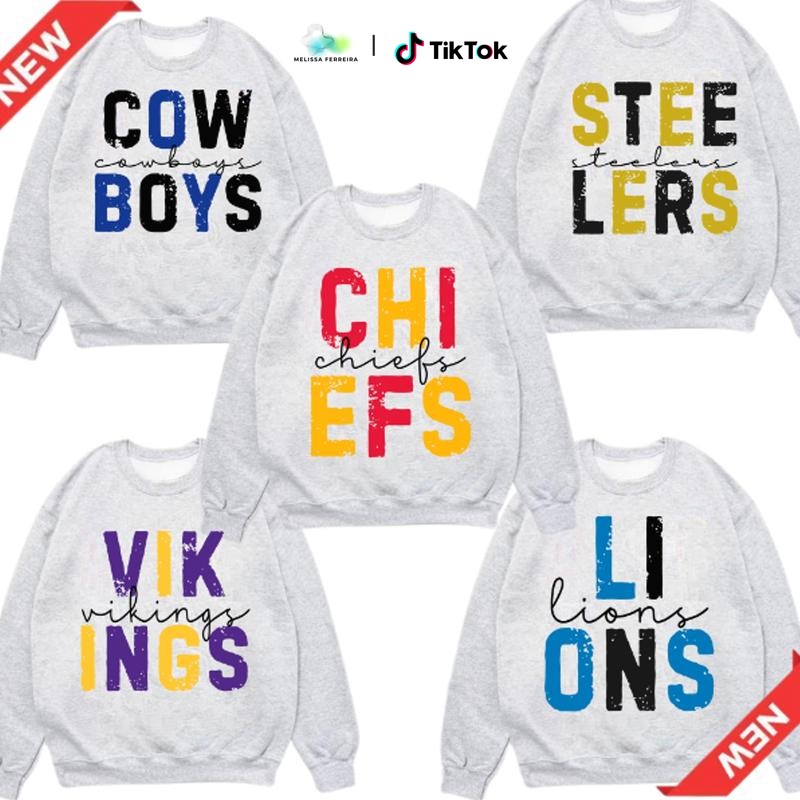 NEW
MELISSA FERREIRA | TikTok
COW
cowboys
BOYS
STEE
steelers
LERS
CHI
chiefs
EFS
VIK
vikings
INGS
LI
lions
ONS
NEW